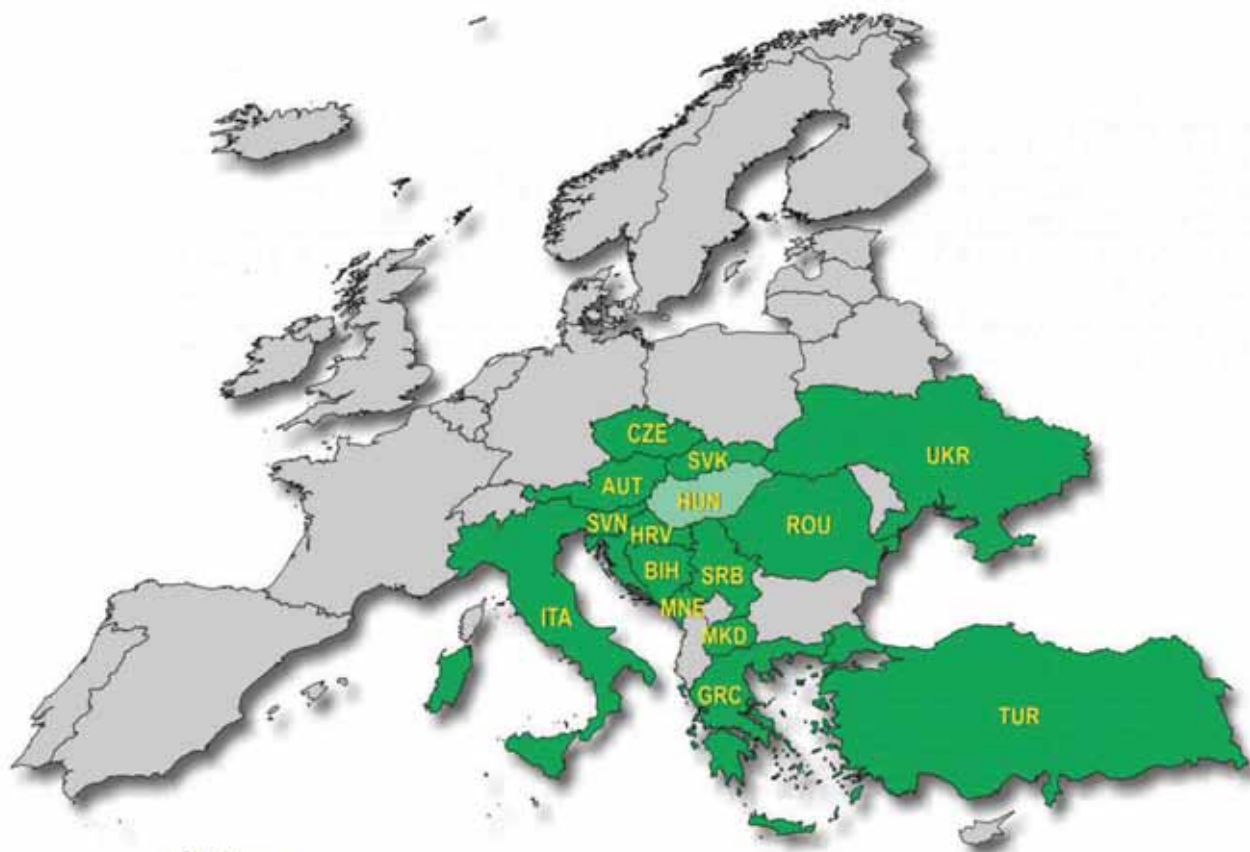 CZE
SVK
UKR
AUT
HUN
SVN
HRV
ROU
BIH
SRB
ITA
MNE
MKD
GRC
TUR